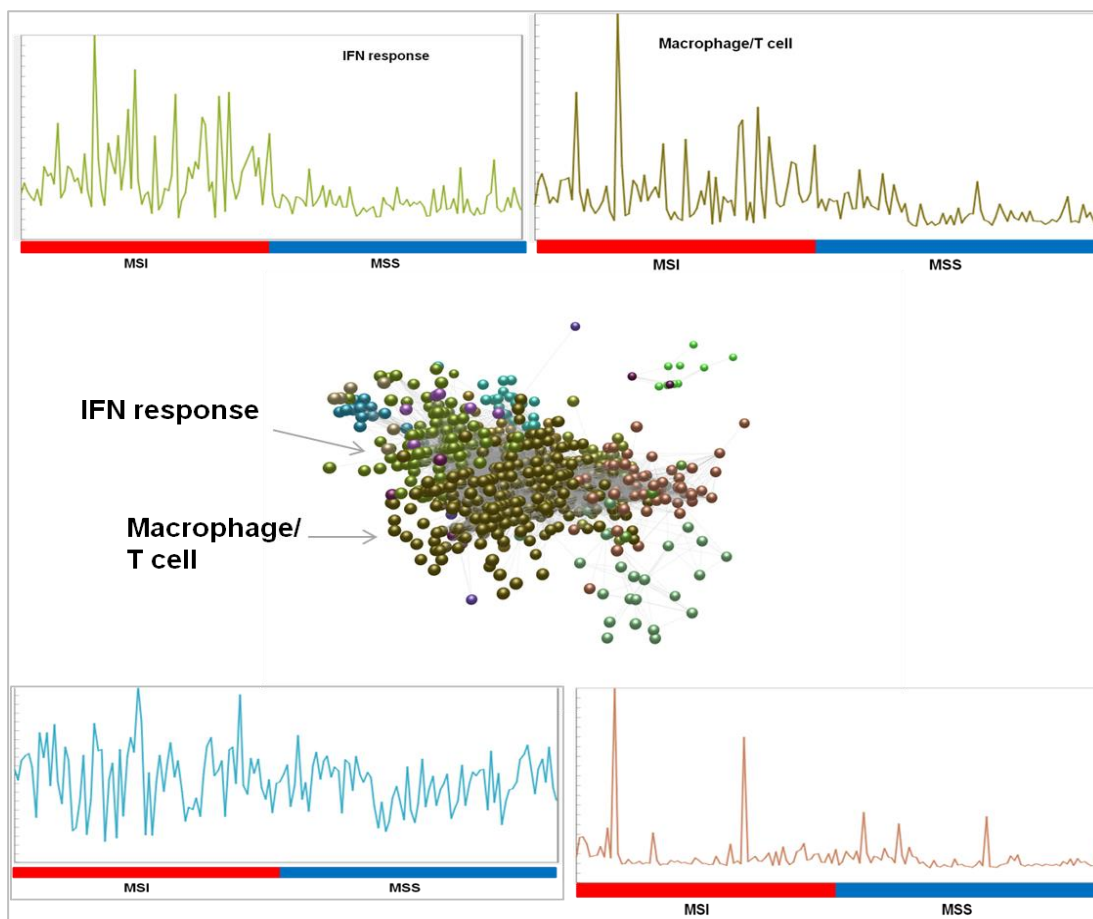 IFN response
Macrophage/T cell
MSI
MSS
MSI
MSS
IFN response
Macrophage/
T cell
MSI
MSS
MSI
MSS